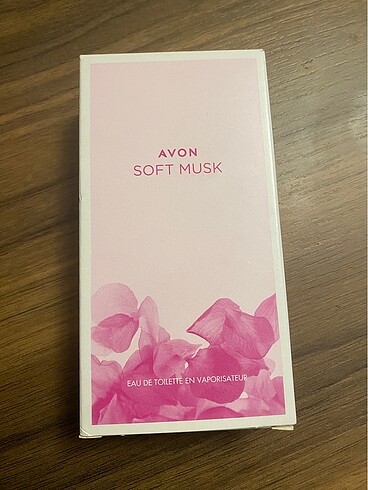 AVON
SOFT MUSK
EAU DE TOILETTE EN VAPORISATEUR